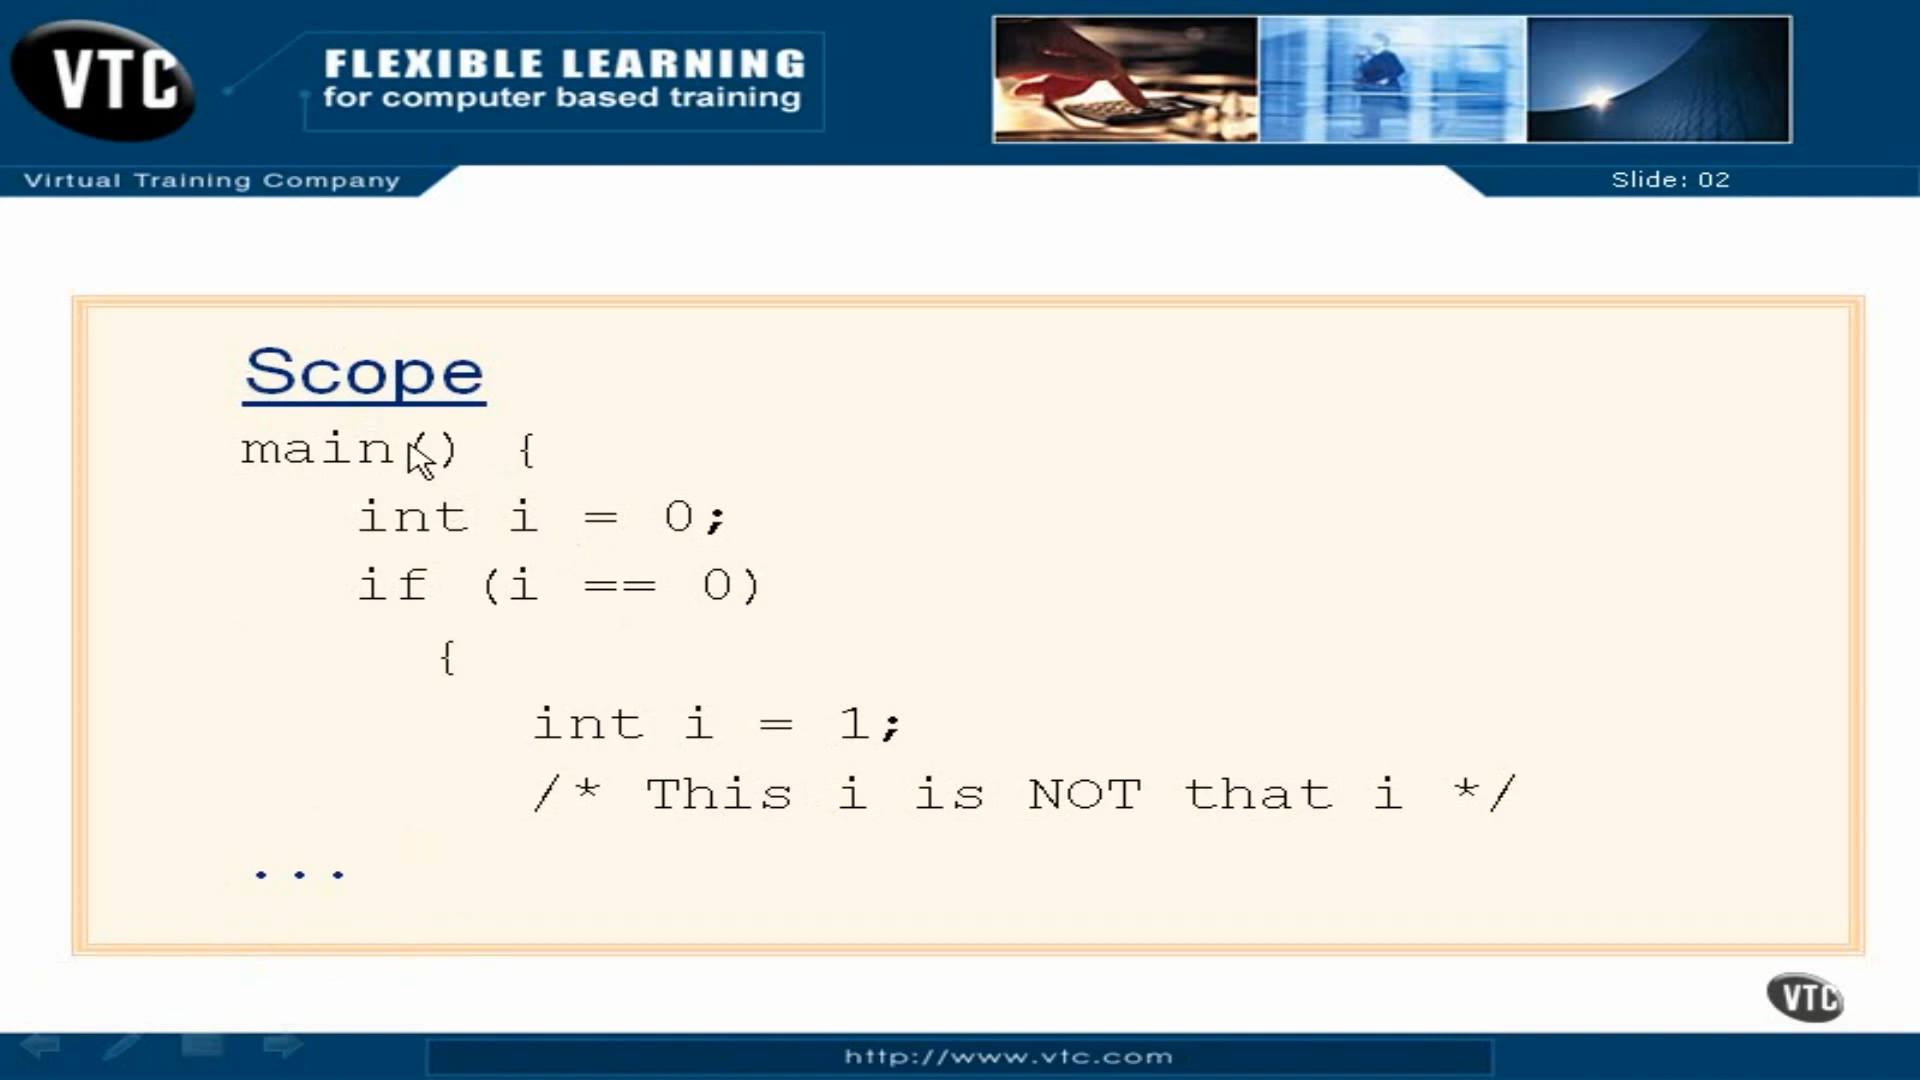 VTC
FLEXIBLE LEARNING
for computer based training
Virtual Training Company
Slide: 02
Scope
main() {
int i = 0;
if (i == 0)
{
int i = 1;
/* This i is NOT that i */
...
VTC
http://www.vtc.com